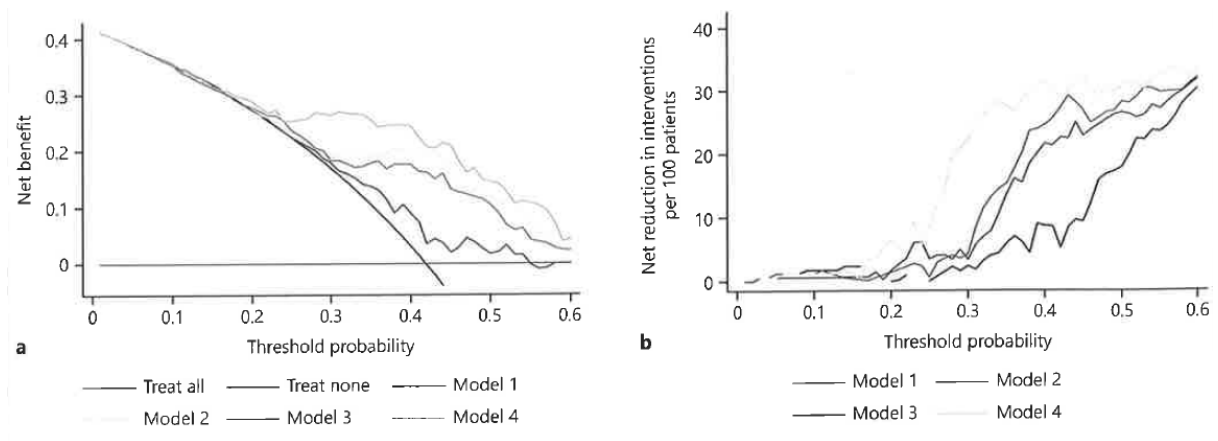 Net benefit
0.4
0.3
0.2
0.1
0
0 0.1 0.2 0.3 0.4 0.5 0.6
Threshold probability
a
Treat all Treat none Model 1
Model 2 Model 3 Model 4
Net reduction in interventions
per 100 patients
40
30
20
10
0
0 0.1 0.2 0.3 0.4 0.5 0.6
Threshold probability
b
Model 1 Model 2
Model 3 Model 4